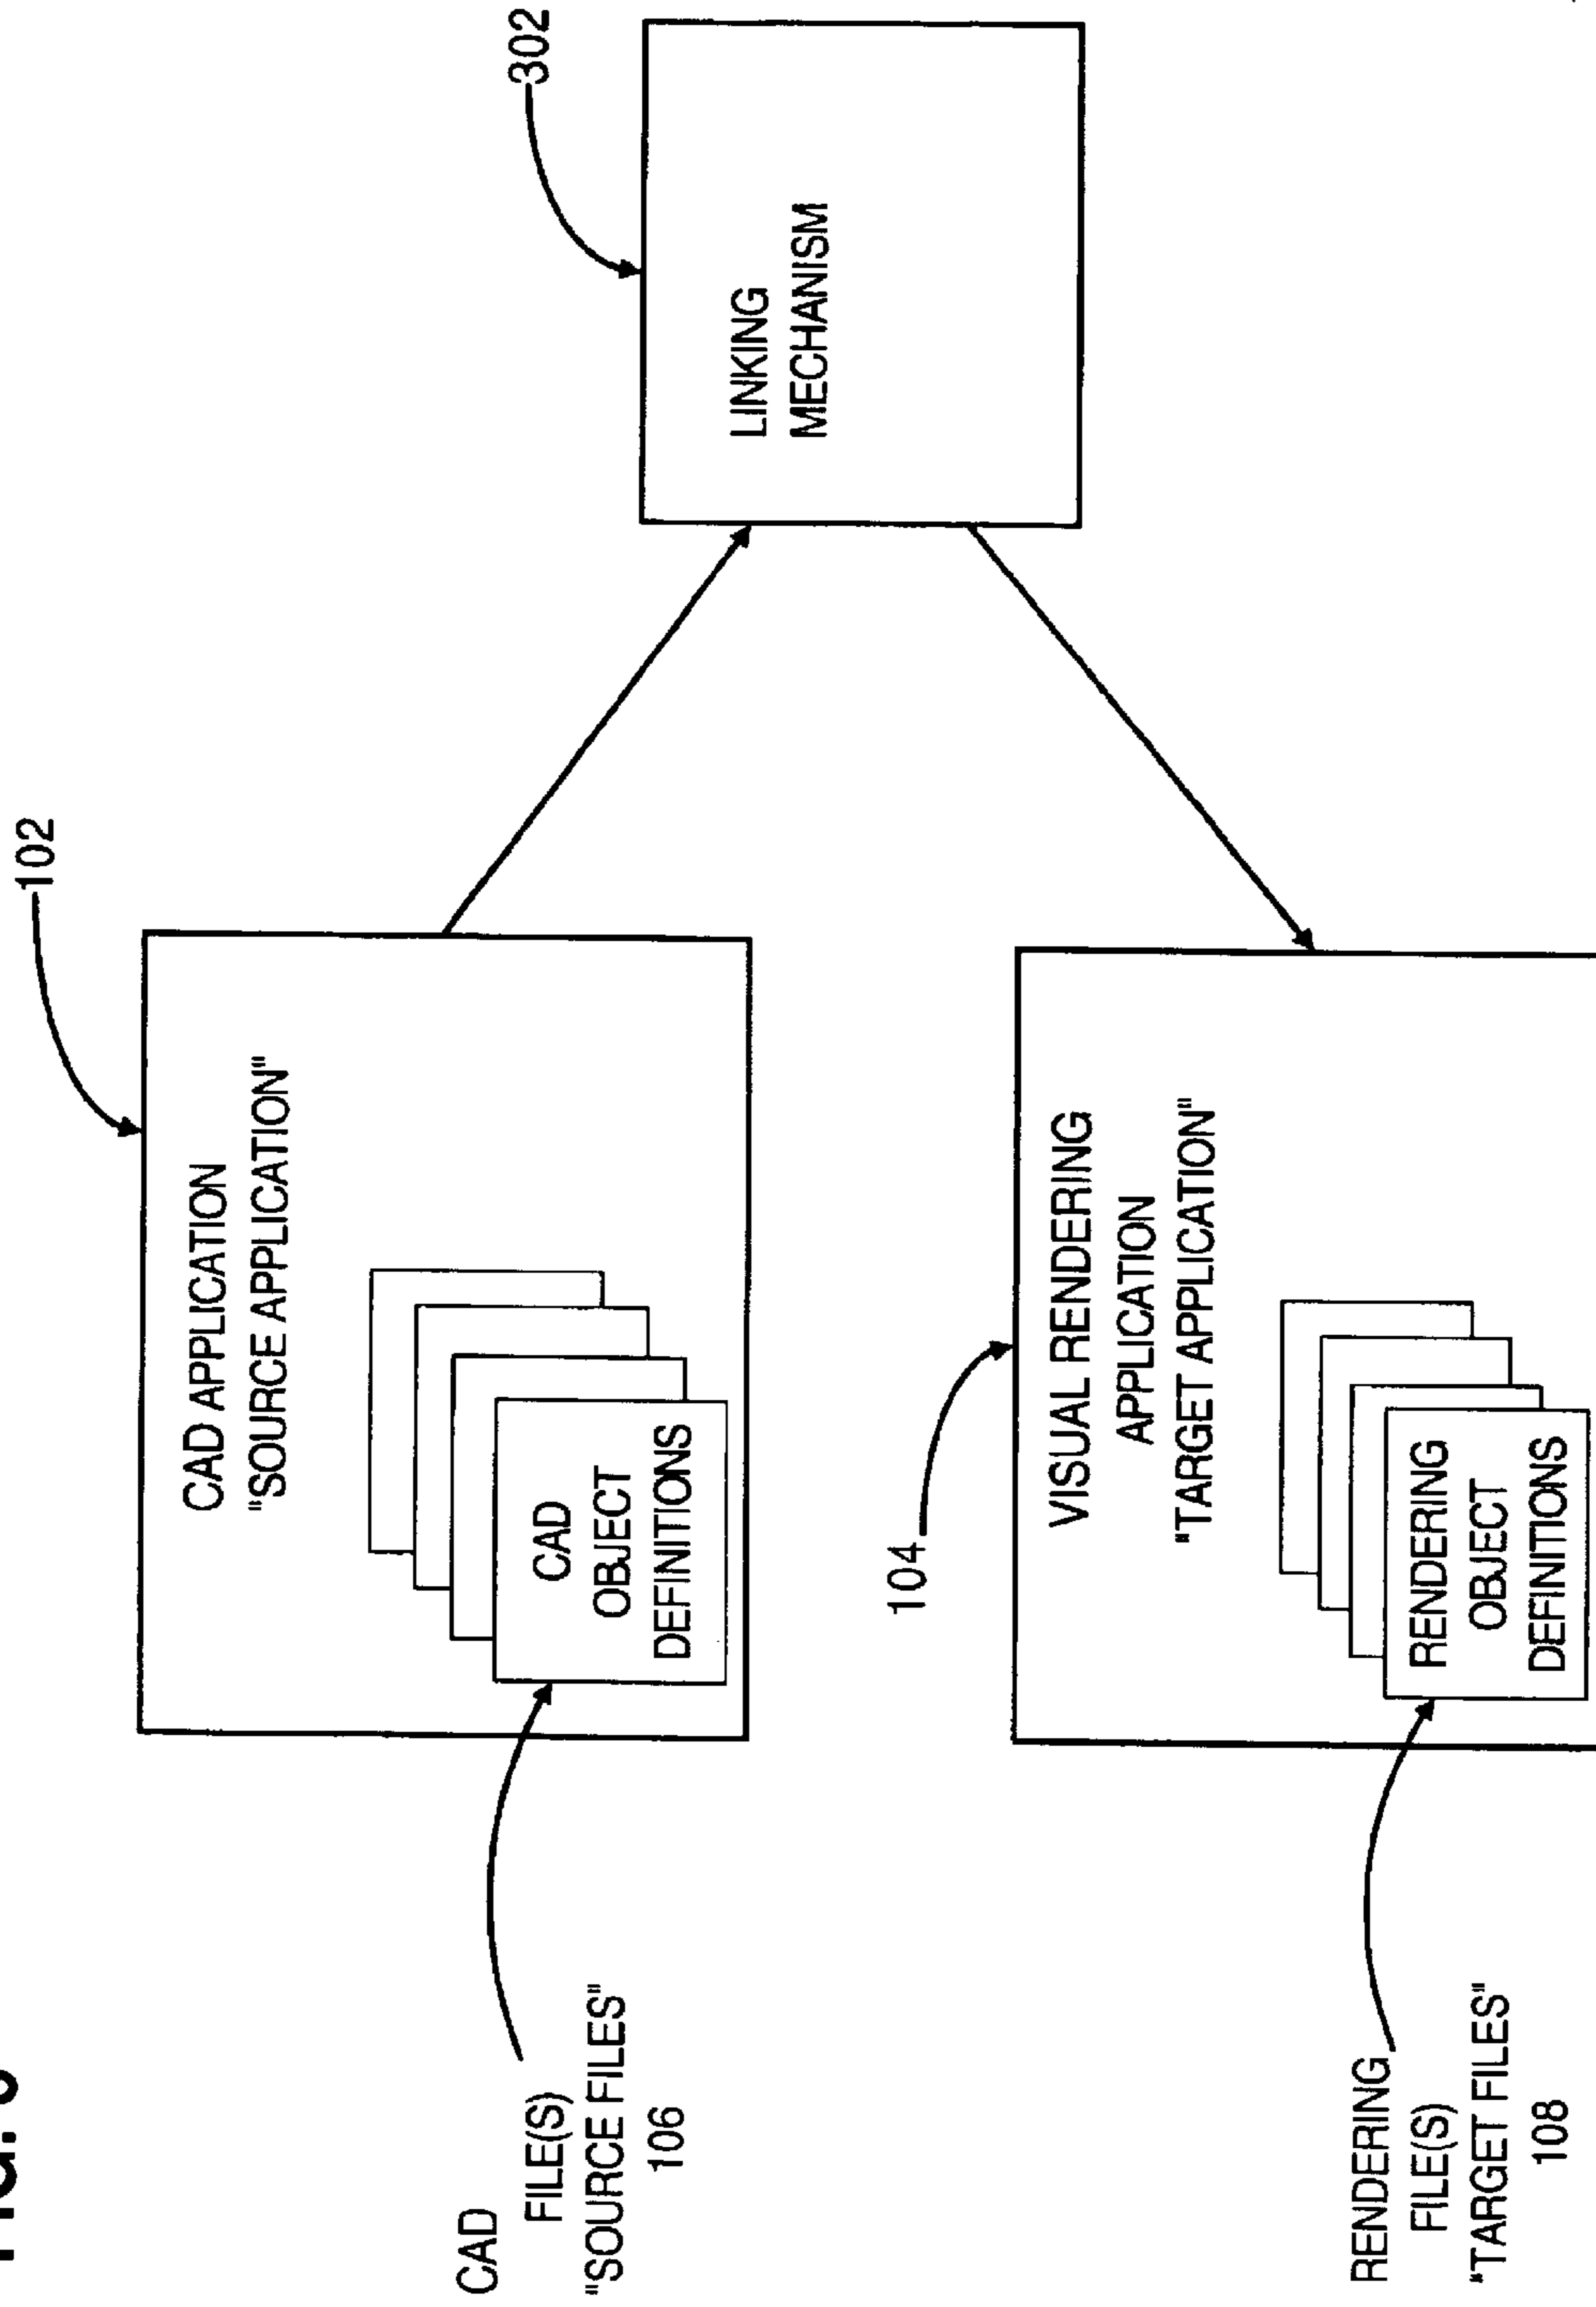 FIG. 3
102
302
CAD APPLICATION
"SOURCE APPLICATION"
CAD
OBJECT
DEFINITIONS
CAD
FILE(S)
"SOURCE FILES"
106
LINKING
MECHANISM
104
VISUAL RENDERING
APPLICATION
"TARGET APPLICATION"
RENDERING
OBJECT
DEFINITIONS
RENDERING
FILE(S)
"TARGET FILES"
108